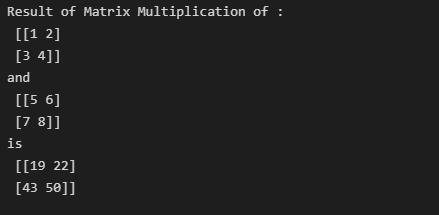 Result of Matrix Multiplication of :
[[1 2]
[3 4]]
and
[[5 6]
[7 8]]
is
[[19 22]
[43 50]]